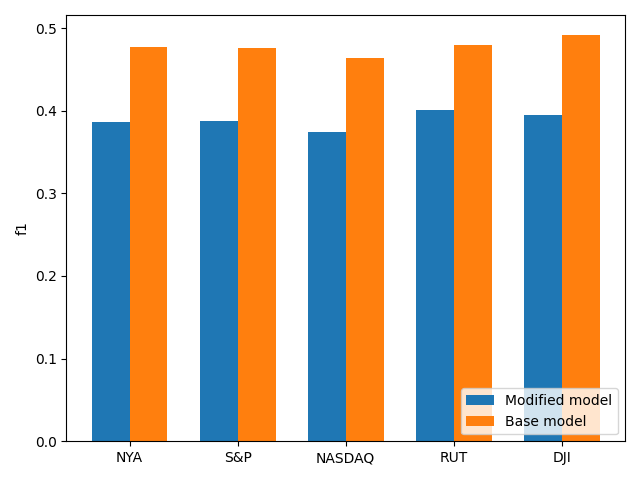 0.5
0.4
0.3
0.2
0.1
0.0
f1
NYA
S&P
NASDAQ
RUT
DJI
Modified model
Base model